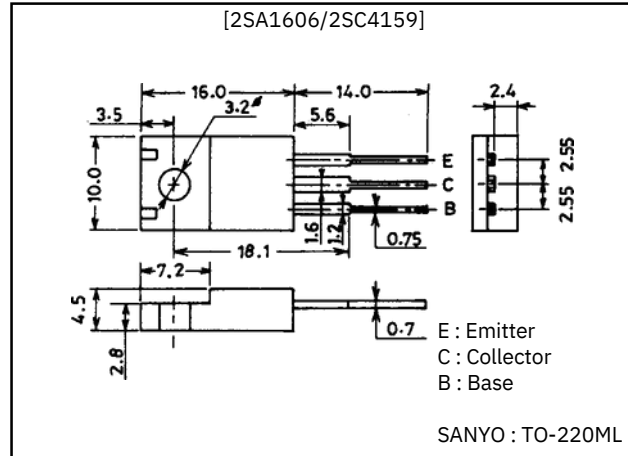 [2SA1606/2SC4159]
16.0
14.0
3.5
3.2
5.6
2.4
10.0
E
C
B
2.55
2.55
1.6
1.2
0.75
18.1
7.2
4.5
2.8
0.7
E : Emitter
C : Collector
B : Base
SANYO : TO-220ML